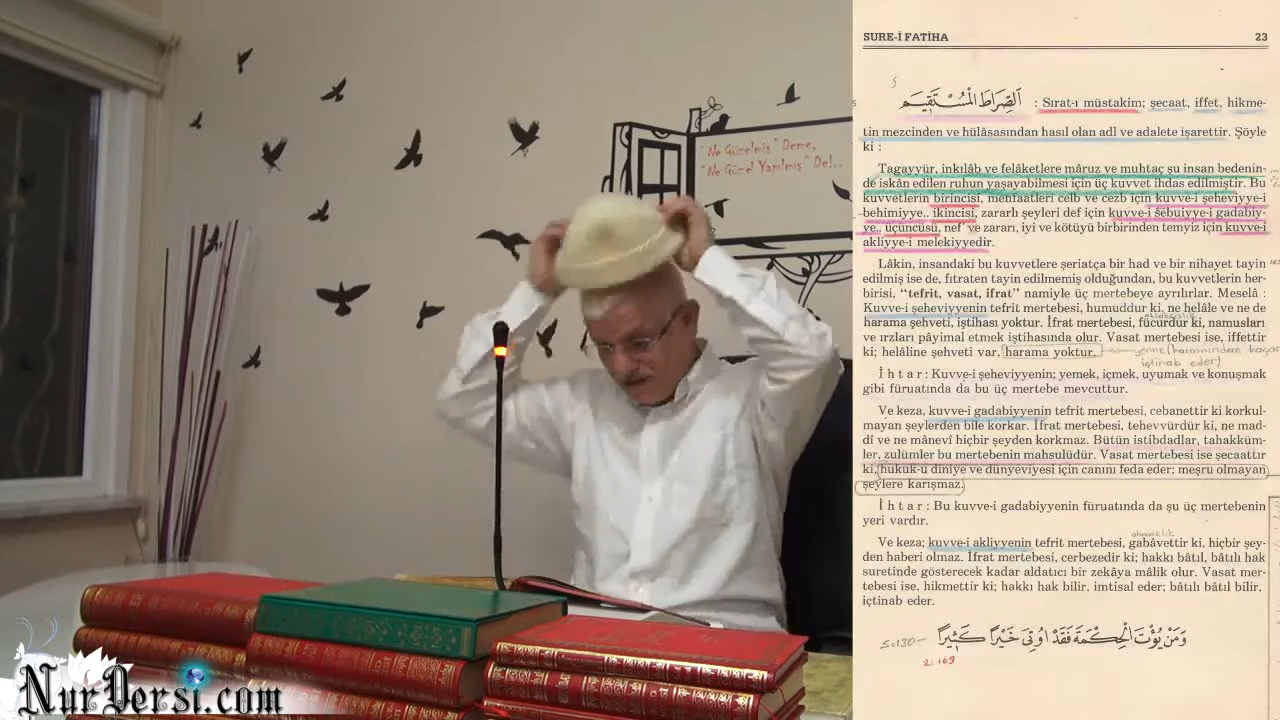 "Ne Güzelmiş" Deme,
"Ne Güzel Yapılmış" De!..
NurDersi.com
SURE-İ FATİHA 23
اَلصِّرَاطَ الْمُسْتَقِيمَ : Sırat-ı müstakim; şecaat, iffet, hikme-
tin mezcinden ve hülâsasından hasıl olan adl ve adalete işarettir. Şöyle
ki :
Tagayyür, inkılâb ve felâketlere mâruz ve muhtaç şu insan bedenin-
de iskân edilen ruhun yaşayabilmesi için üç kuvvet ihdas edilmiştir. Bu
kuvvetlerin birincisi, menfaatleri celb ve cezb için kuvve-i şeheviyye-i
behimiyye.. ikincisi, zararlı şeyleri def için kuvve-i sebuiyye-i gadabiy-
ye.. üçüncüsü, nef' ve zararı, iyi ve kötüyü birbirinden temyiz için kuvve-i
akliyye-i melekiyyedir.
Lâkin, insandaki bu kuvvetlere şeriatça bir had ve bir nihayet tayin
edilmiş ise de, fıtraten tayin edilmemiş olduğundan, bu kuvvetlerin her-
birisi, "tefrit, vasat, ifrat" namiyle üç mertebeye ayrılırlar. Meselâ :
Kuvve-i şeheviyyenin tefrit mertebesi, humuddur ki, ne helâle ve ne de
harama şehveti, iştihası yoktur. İfrat mertebesi, fücurdur ki, namusları
ve ırzları pâyimal etmek iştihasında olur. Vasat mertebesi ise, iffettir
ki; helâline şehveti var, harama yoktur.
içtinab eder)
İhtar : Kuvve-i şeheviyyenin; yemek, içmek, uyumak ve konuşmak
gibi füruatında da bu üç mertebe mevcuttur.
Ve keza, kuvve-i gadabiyyenin tefrit mertebesi, cebanettir ki korkul-
mayan şeylerden bile korkar. İfrat mertebesi, tehevvürdür ki, ne mad-
dî ve ne mânevî hiçbir şeyden korkmaz. Bütün istibdadlar, tahakküm-
ler, zulümler bu mertebenin mahsulüdür. Vasat mertebesi ise şecaattır
ki, hukuk-u diniye ve dünyeviyesi için canını feda eder; meşru olmayan
şeylere karışmaz.
İhtar : Bu kuvve-i gadabiyyenin füruatında da şu üç mertebenin
yeri vardır.
ahmaklık
Ve keza; kuvve-i akliyyenin tefrit mertebesi, gabâvettir ki, hiçbir şey-
den haberi olmaz. İfrat mertebesi, cerbezedir ki; hakkı bâtıl, bâtılı hak
suretinde gösterecek kadar aldatıcı bir zekâya mâlik olur. Vasat mer-
tebesi ise, hikmettir ki; hakkı hak bilir, imtisal eder; bâtılı bâtıl bilir,
içtinab eder.
وَمَنْ يُؤْتَ الْحِكْمَةَ فَقَدْ اُوتِىَ خَيْرًا كَثِيرًا
2:169